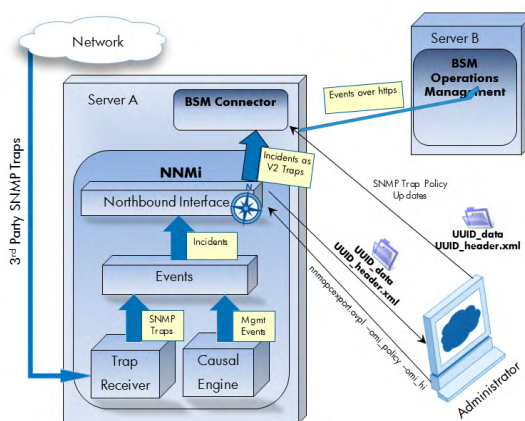 Network
Server B
BSM
Operations
Management
Server A
BSM Connector
Events over https
NNMi
Incidents as
V2 Traps
SNMP Trap Policy
Updates
Northbound Interface
N
UUID_data
UUID_header.xml
UUID_data
UUID_header.xml
Incidents
nnmopcexport.ovpl –omi_policy –omi_hi
3rd Party SNMP Traps
Events
SNMP
Traps
Mgmt
Events
Trap
Receiver
Causal
Engine
Administrator